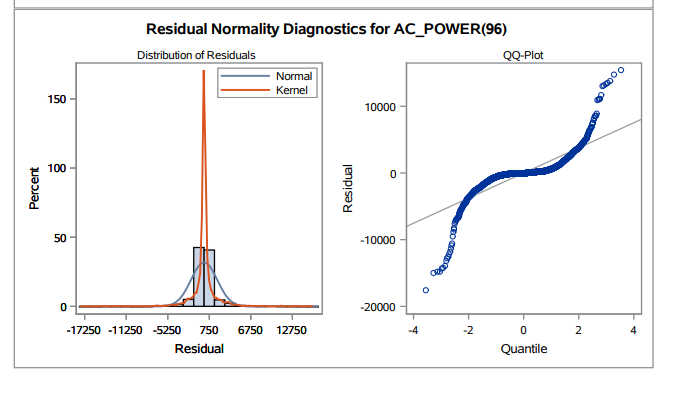 Residual Normality Diagnostics for AC_POWER(96)
Distribution of Residuals
Normal
Kernel
150
100
50
0
Percent
-17250 -11250 -5250 750 6750 12750
Residual
QQ-Plot
10000
0
-10000
-20000
Residual
-4 -2 0 2 4
Quantile